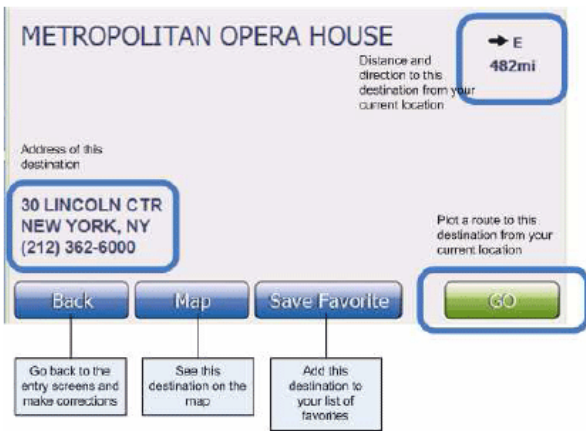 METROPOLITAN OPERA HOUSE
E
482mi
Distance and
direction to this
destination from your
current location
Address of this
destination
30 LINCOLN CTR
NEW YORK, NY
(212) 362-6000
Plot a route to this
destination from your
current location
Back
Map
Save Favorite
GO
Go back to the
entry screens and
make corrections
See this
destination on the
map
Add this
destination to
your list of
favorites